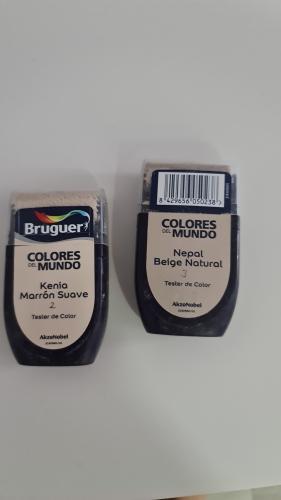 Bruguer
COLORES
DEL MUNDO
Kenia
Marrón Suave
2
Tester de Color
AkzoNobel
8 429656 050238
COLORES
DEL MUNDO
Nepal
Beige Natural
3
Tester de Color
AkzoNobel